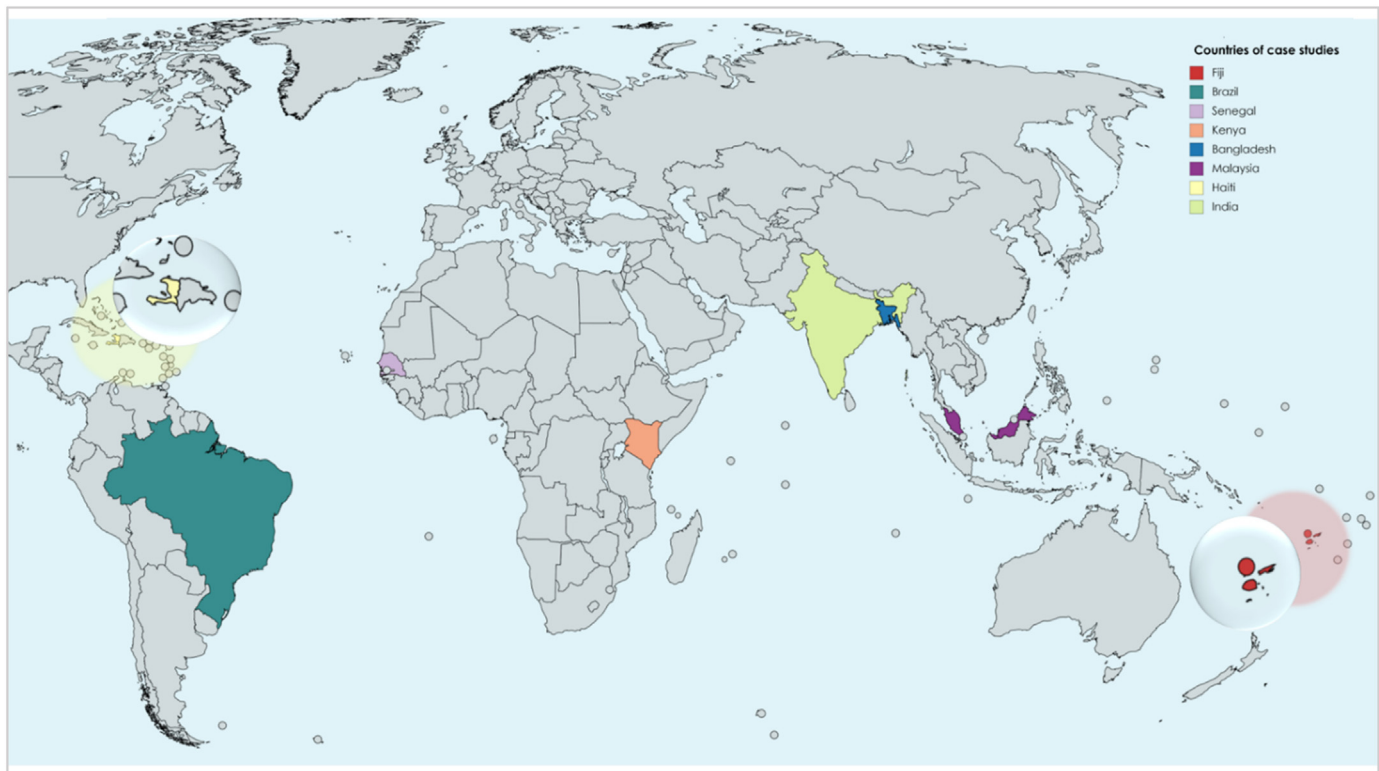 Countries of case studies
Fiji
Brazil
Senegal
Kenya
Bangladesh
Malaysia
Haiti
India